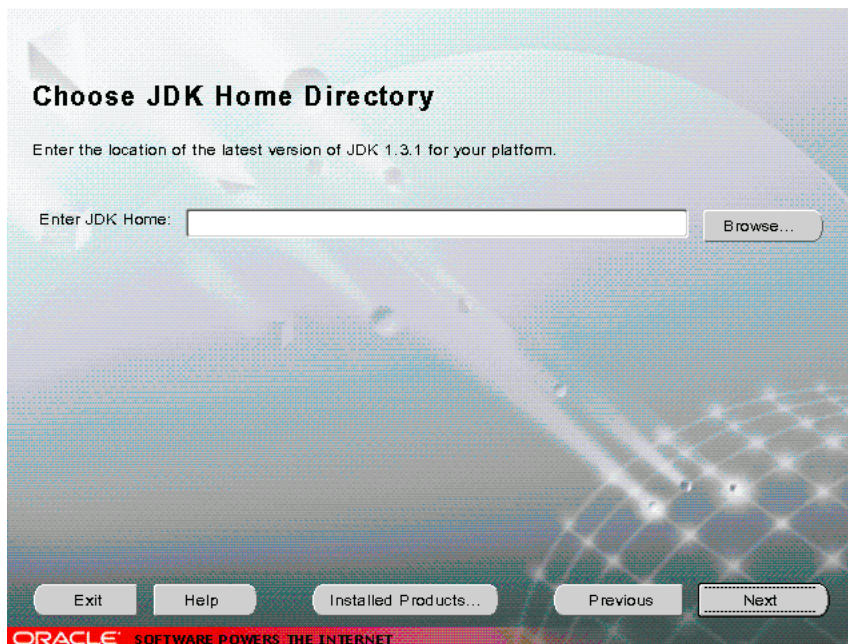 Choose JDK Home Directory
Enter the location of the latest version of JDK 1.3.1 for your platform.
Enter JDK Home:
Browse...
Exit
Help
Installed Products...
Previous
Next
ORACLE SOFTWARE POWERS THE INTERNET